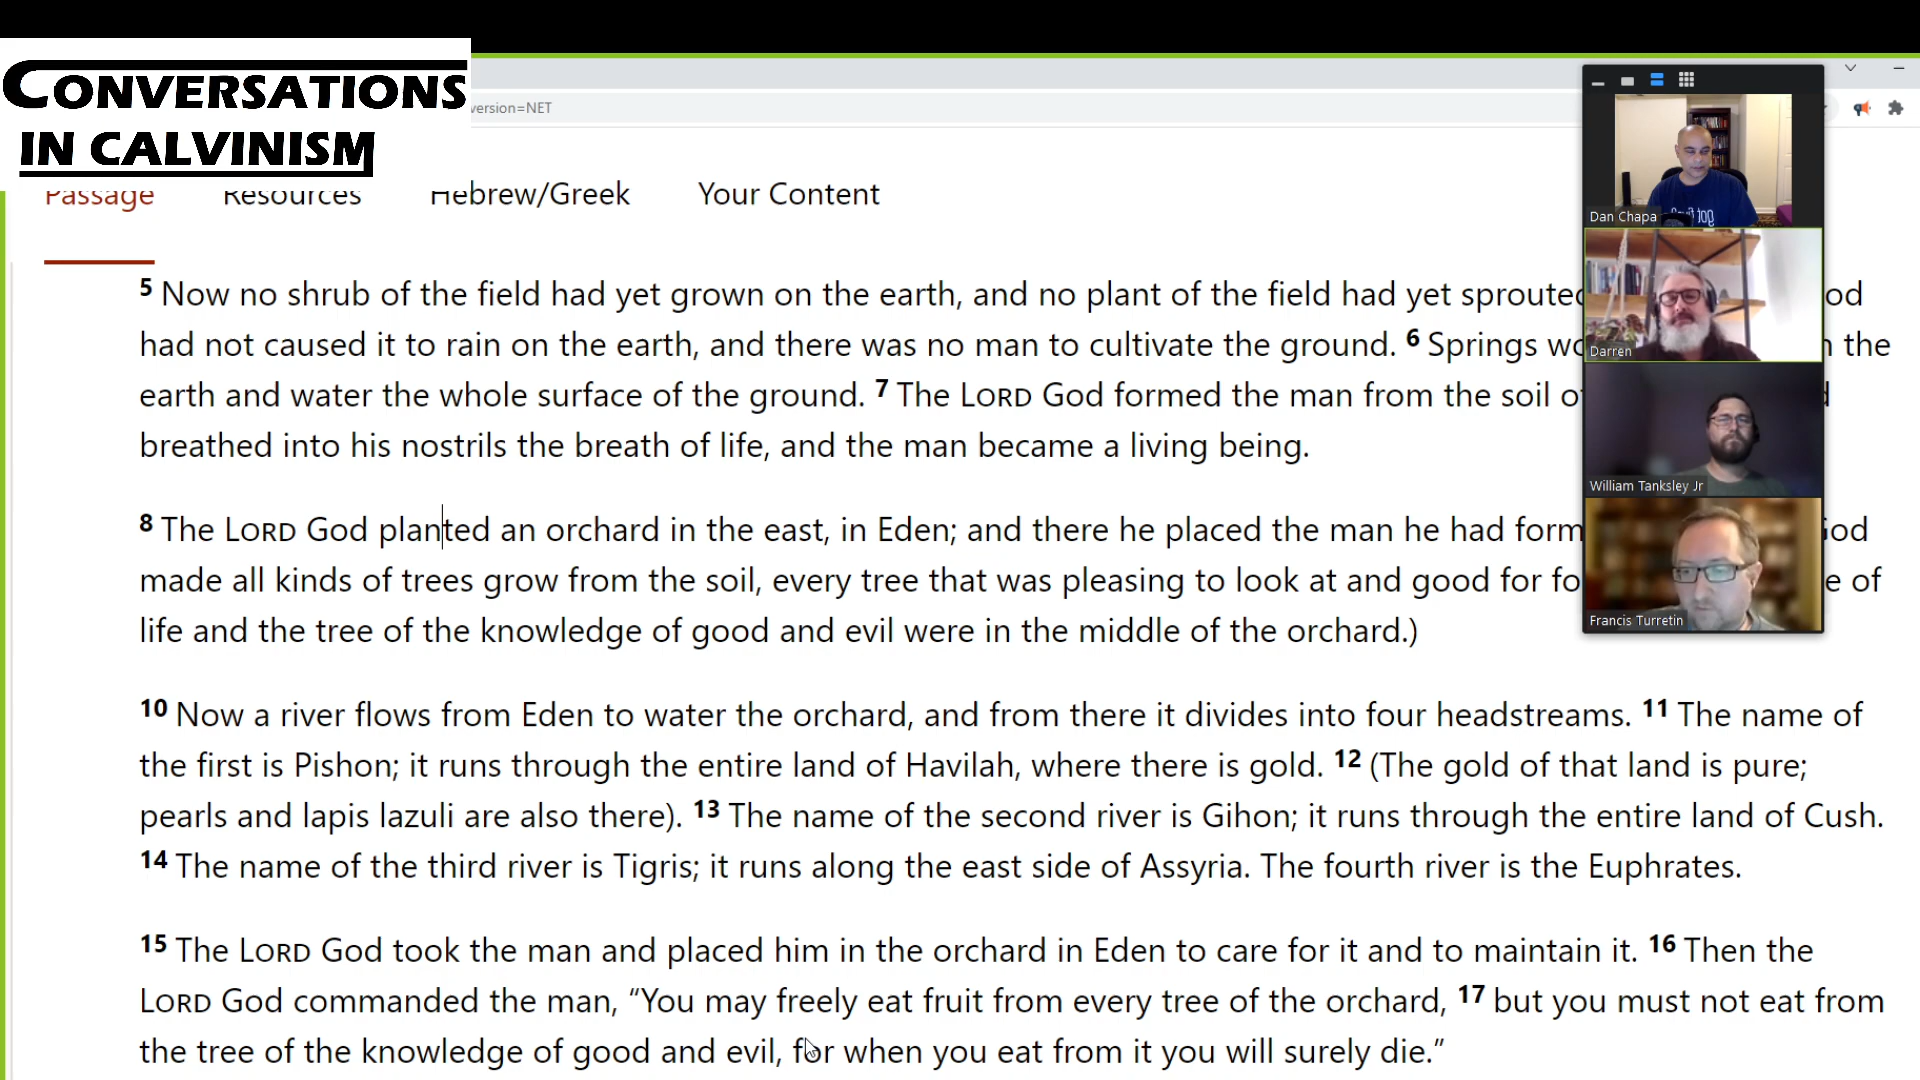 CONVERSATIONS
IN CALVINISM
version=NET
Passage Resources Hebrew/Greek Your Content
5 Now no shrub of the field had yet grown on the earth, and no plant of the field had yet sprouted
had not caused it to rain on the earth, and there was no man to cultivate the ground. 6 Springs the
earth and water the whole surface of the ground. 7 The LORD God formed the man from the soil
breathed into his nostrils the breath of life, and the man became a living being.
8 The LORD God planted an orchard in the east, in Eden; and there he placed the man he had God
made all kinds of trees grow from the soil, every tree that was pleasing to look at and good for of
life and the tree of the knowledge of good and evil were in the middle of the orchard.)
10 Now a river flows from Eden to water the orchard, and from there it divides into four headstreams. 11 The name of
the first is Pishon; it runs through the entire land of Havilah, where there is gold. 12 (The gold of that land is pure;
pearls and lapis lazuli are also there). 13 The name of the second river is Gihon; it runs through the entire land of Cush.
14 The name of the third river is Tigris; it runs along the east side of Assyria. The fourth river is the Euphrates.
15 The LORD God took the man and placed him in the orchard in Eden to care for it and to maintain it. 16 Then the
LORD God commanded the man, “You may freely eat fruit from every tree of the orchard, 17 but you must not eat from
the tree of the knowledge of good and evil, for when you eat from it you will surely die.”
Dan Chapa
Darren
William Tanksley Jr
Francis Turretin